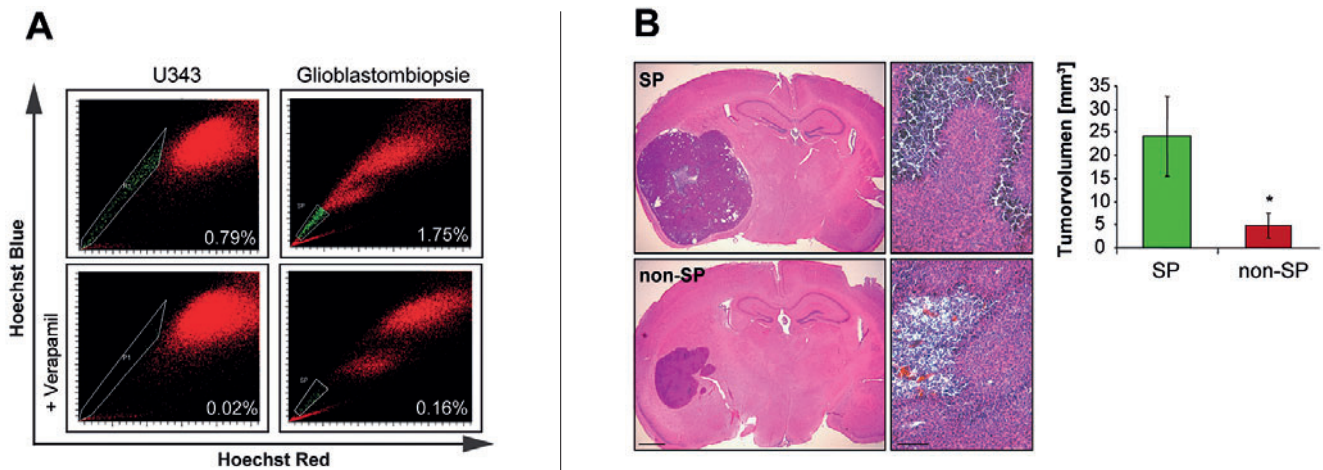 A
U343
Glioblastombiopsie
Hoechst Blue
+ Verapamil
0.79%
SP
1.75%
P1
0.02%
SP
0.16%
Hoechst Red
B
SP
non-SP
Tumorvolumen [mm³]
35
30
25
20
15
10
5
0
*
SP
non-SP